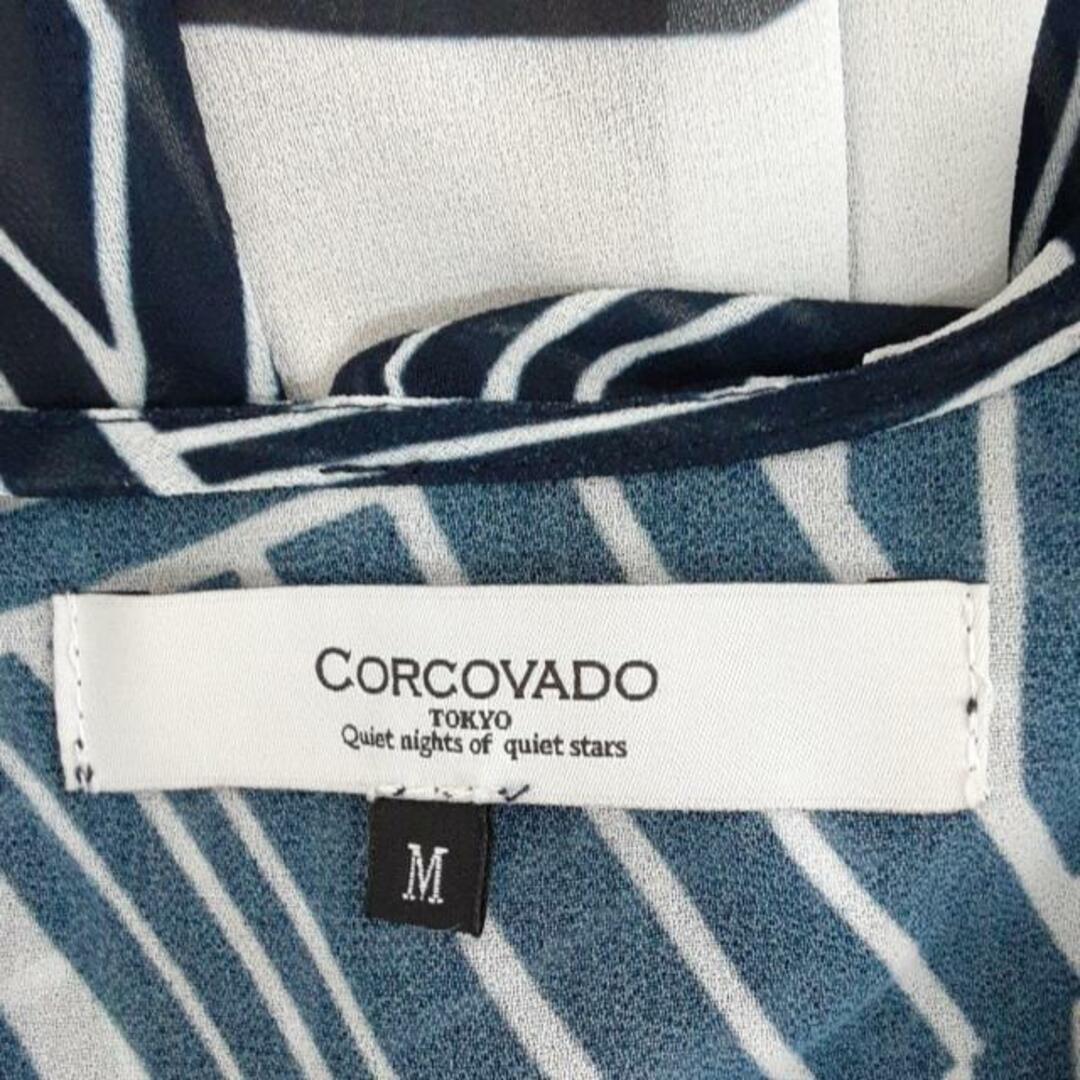 CORCOVADO
TOKYO
Quiet nights of quiet stars
M